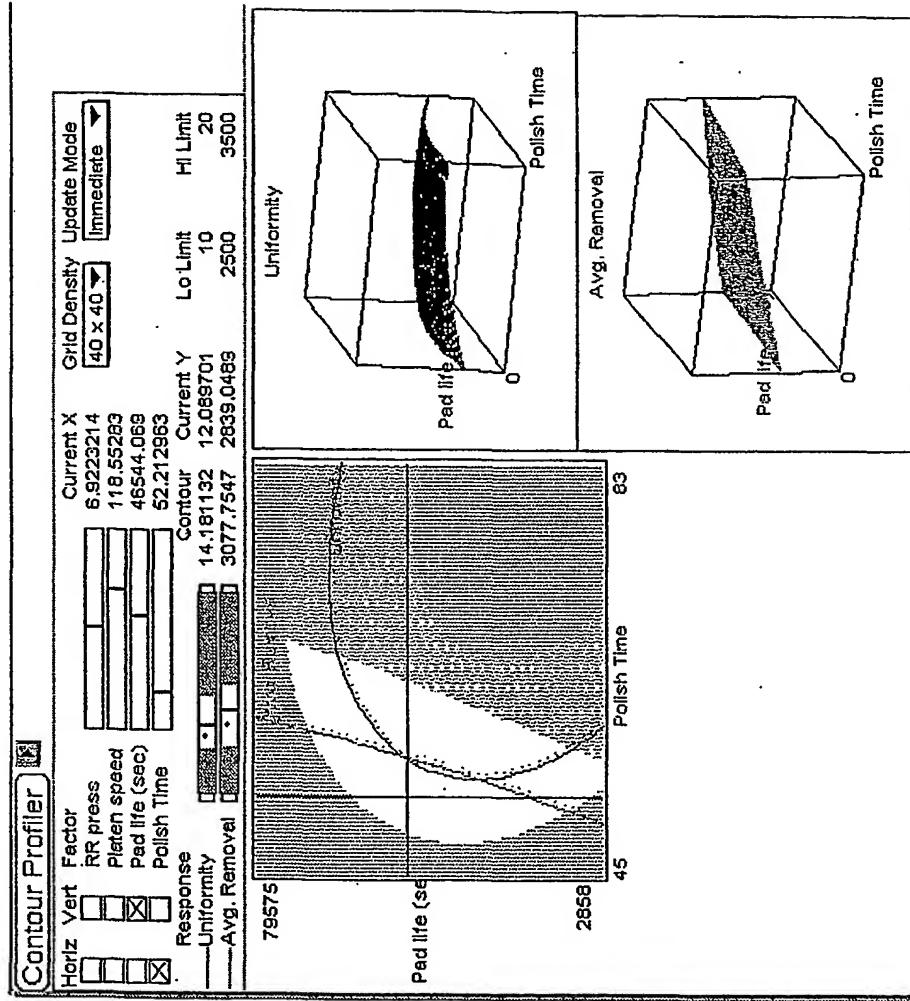 Contour Profiler
Horiz Vert Factor Current X Grid Density Update Mode
RR press 6.9223214 40 x 40 Immediate
Platen speed 118.55283
Pad life (sec) 46544.069
Polish Time 52.212963
Response Contour Current Y Lo Limit Hi Limit
Uniformity 14.181132 12.089701 10 20
Avg. Removal 3077.7547 2839.0489 2500 3500
79575
Pad life (se
2858
45 Polish Time 83
Uniformity
Pad life
0
Polish Time
Avg. Removal
Pad life
0
Polish Time